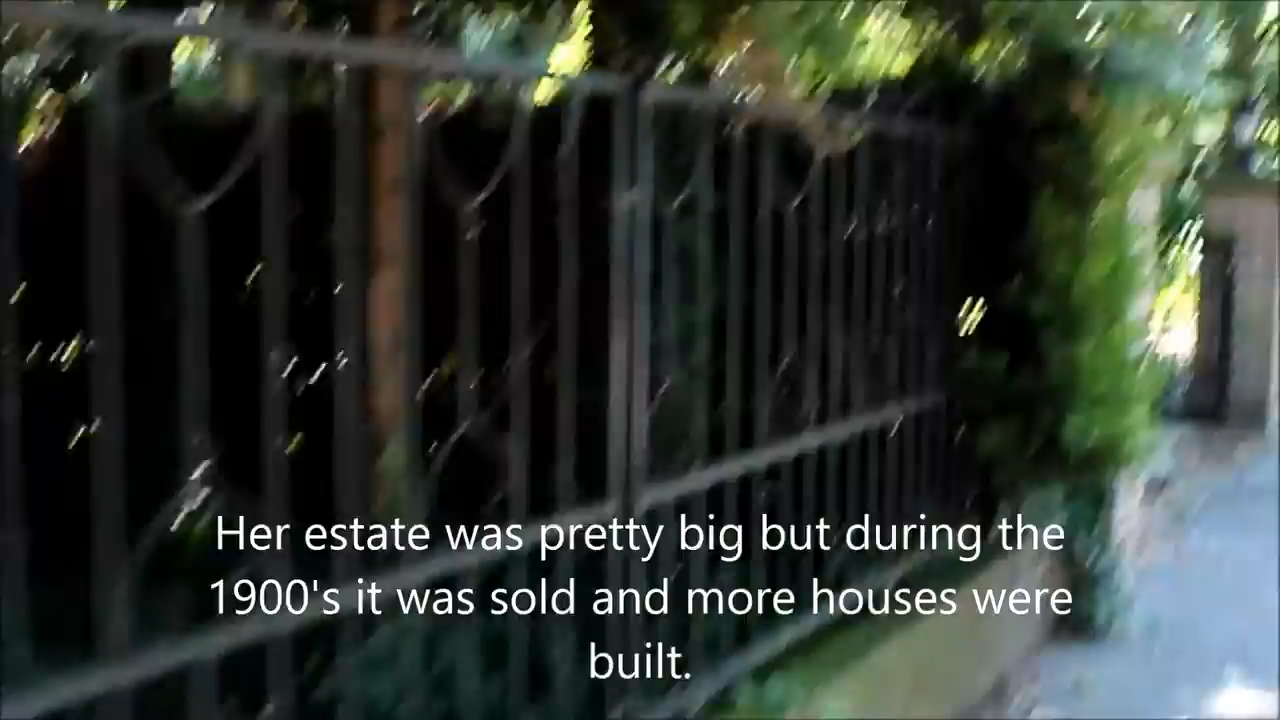 Her estate was pretty big but during the
1900's it was sold and more houses were
built.